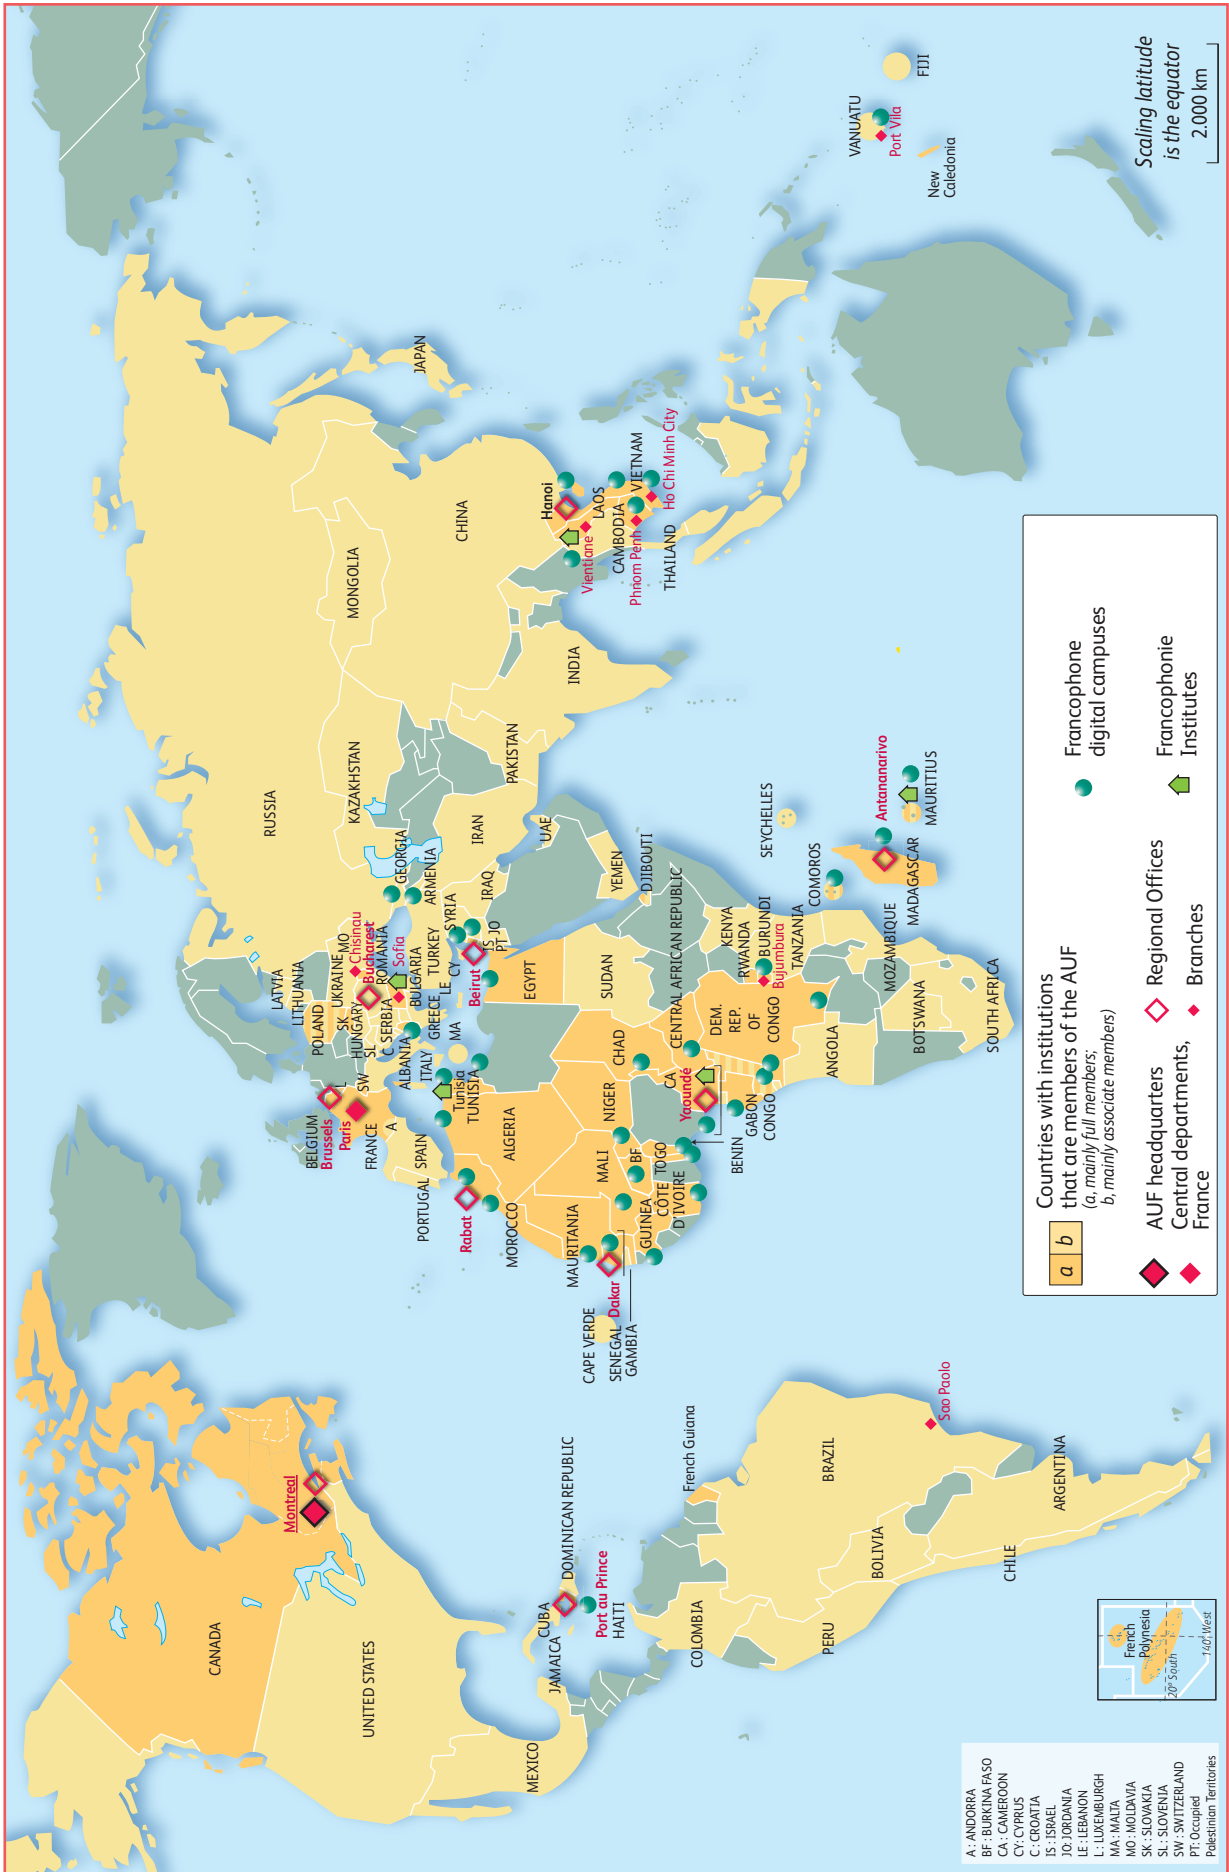 RUSSIA
CANADA
Montreal
UNITED STATES
MEXICO
CUBA
JAMAICA
DOMINICAN REPUBLIC
Port au Prince
HAITI
French Guiana
COLOMBIA
PERU
BRAZIL
BOLIVIA
Sao Paolo
CHILE
ARGENTINA
LATVIA
LITHUANIA
BELGIUM
Brussels
Paris
L
FRANCE
SW
A
POLAND
SK
UKRAINE
MO
Chisinau
HUNGARY
Bucharest
ROMANIA
SL
C
SERBIA
Sofia
BULGARIA
ALBANIA
ITALY
GREECE
SPAIN
PORTUGAL
MA
TURKEY
CY
LE
SYRIA
Beirut
IS
JO
PT
GEORGIA
ARMENIA
IRAQ
IRAN
KAZAKHSTAN
MONGOLIA
CHINA
JAPAN
PAKISTAN
INDIA
UAE
YEMEN
Rabat
MOROCCO
ALGERIA
Tunisia
TUNISIA
EGYPT
CAPE VERDE
MAURITANIA
Dakar
SENEGAL
GAMBIA
GUINEA
MALI
BF
CÔTE
D'IVOIRE
TOGO
BENIN
NIGER
CHAD
SUDAN
DJIBOUTI
CA
Yaoundé
CENTRAL AFRICAN REPUBLIC
GABON
CONGO
DEM.
REP.
OF
CONGO
KENYA
RWANDA
BURUNDI
Bujumbura
TANZANIA
ANGOLA
MOZAMBIQUE
BOTSWANA
SOUTH AFRICA
SEYCHELLES
COMOROS
Antananarivo
MADAGASCAR
MAURITIUS
Hanoi
LAOS
Vientiane
VIETNAM
CAMBODIA
Phnom Penh
Ho Chi Minh City
THAILAND
VANUATU
Port Vila
FIJI
New
Caledonia
Scaling latitude
is the equator
2.000 km
a b
Countries with institutions
that are members of the AUF
(a, mainly full members;
b, mainly associate members)
AUF headquarters
Central departments,
France
Regional Offices
Branches
Francophone
digital campuses
Francophonie
Institutes
French
Polynesia
20° South
140° West
A : ANDORRA
BF : BURKINA FASO
CA : CAMEROON
CY: CYPRUS
C : CROATIA
IS : ISRAEL
JO: JORDANIA
LE : LEBANON
L : LUXEMBURGH
MA : MALTA
MO : MOLDAVIA
SK : SLOVAKIA
SL : SLOVENIA
SW : SWITZERLAND
PT: Occupied
Palestinian Territories